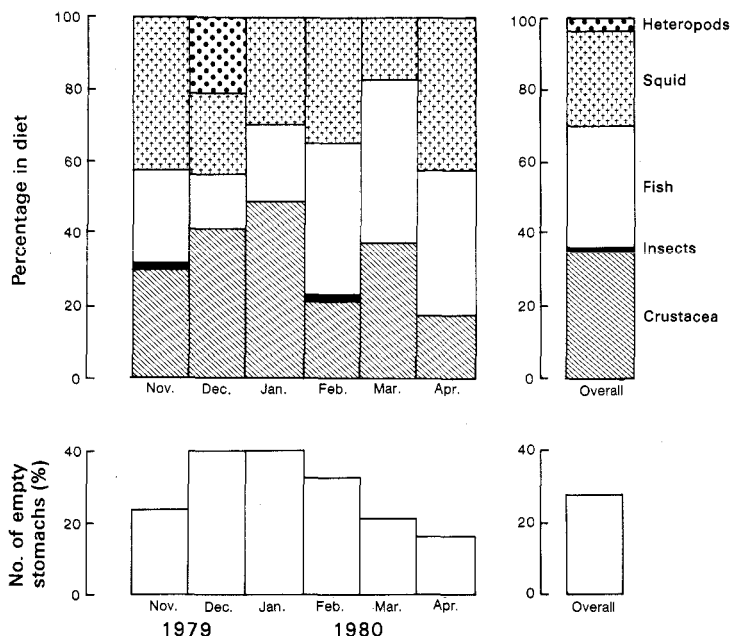 Percentage in diet
100
80
60
40
20
0
Nov. Dec. Jan. Feb. Mar. Apr.
100
80
60
40
20
0
Overall
Heteropods
Squid
Fish
Insects
Crustacea
No. of empty
stomachs (%)
40
20
0
Nov. Dec. Jan. Feb. Mar. Apr.
1979 1980
40
20
0
Overall